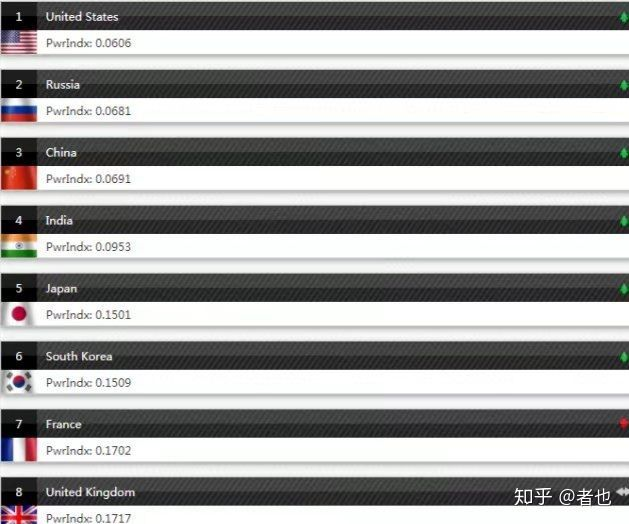 1 United States
PwrIndx: 0.0606
2 Russia
PwrIndx: 0.0681
3 China
PwrIndx: 0.0691
4 India
PwrIndx: 0.0953
5 Japan
PwrIndx: 0.1501
6 South Korea
PwrIndx: 0.1509
7 France
PwrIndx: 0.1702
8 United Kingdom
PwrIndx: 0.1717
知乎 @者也